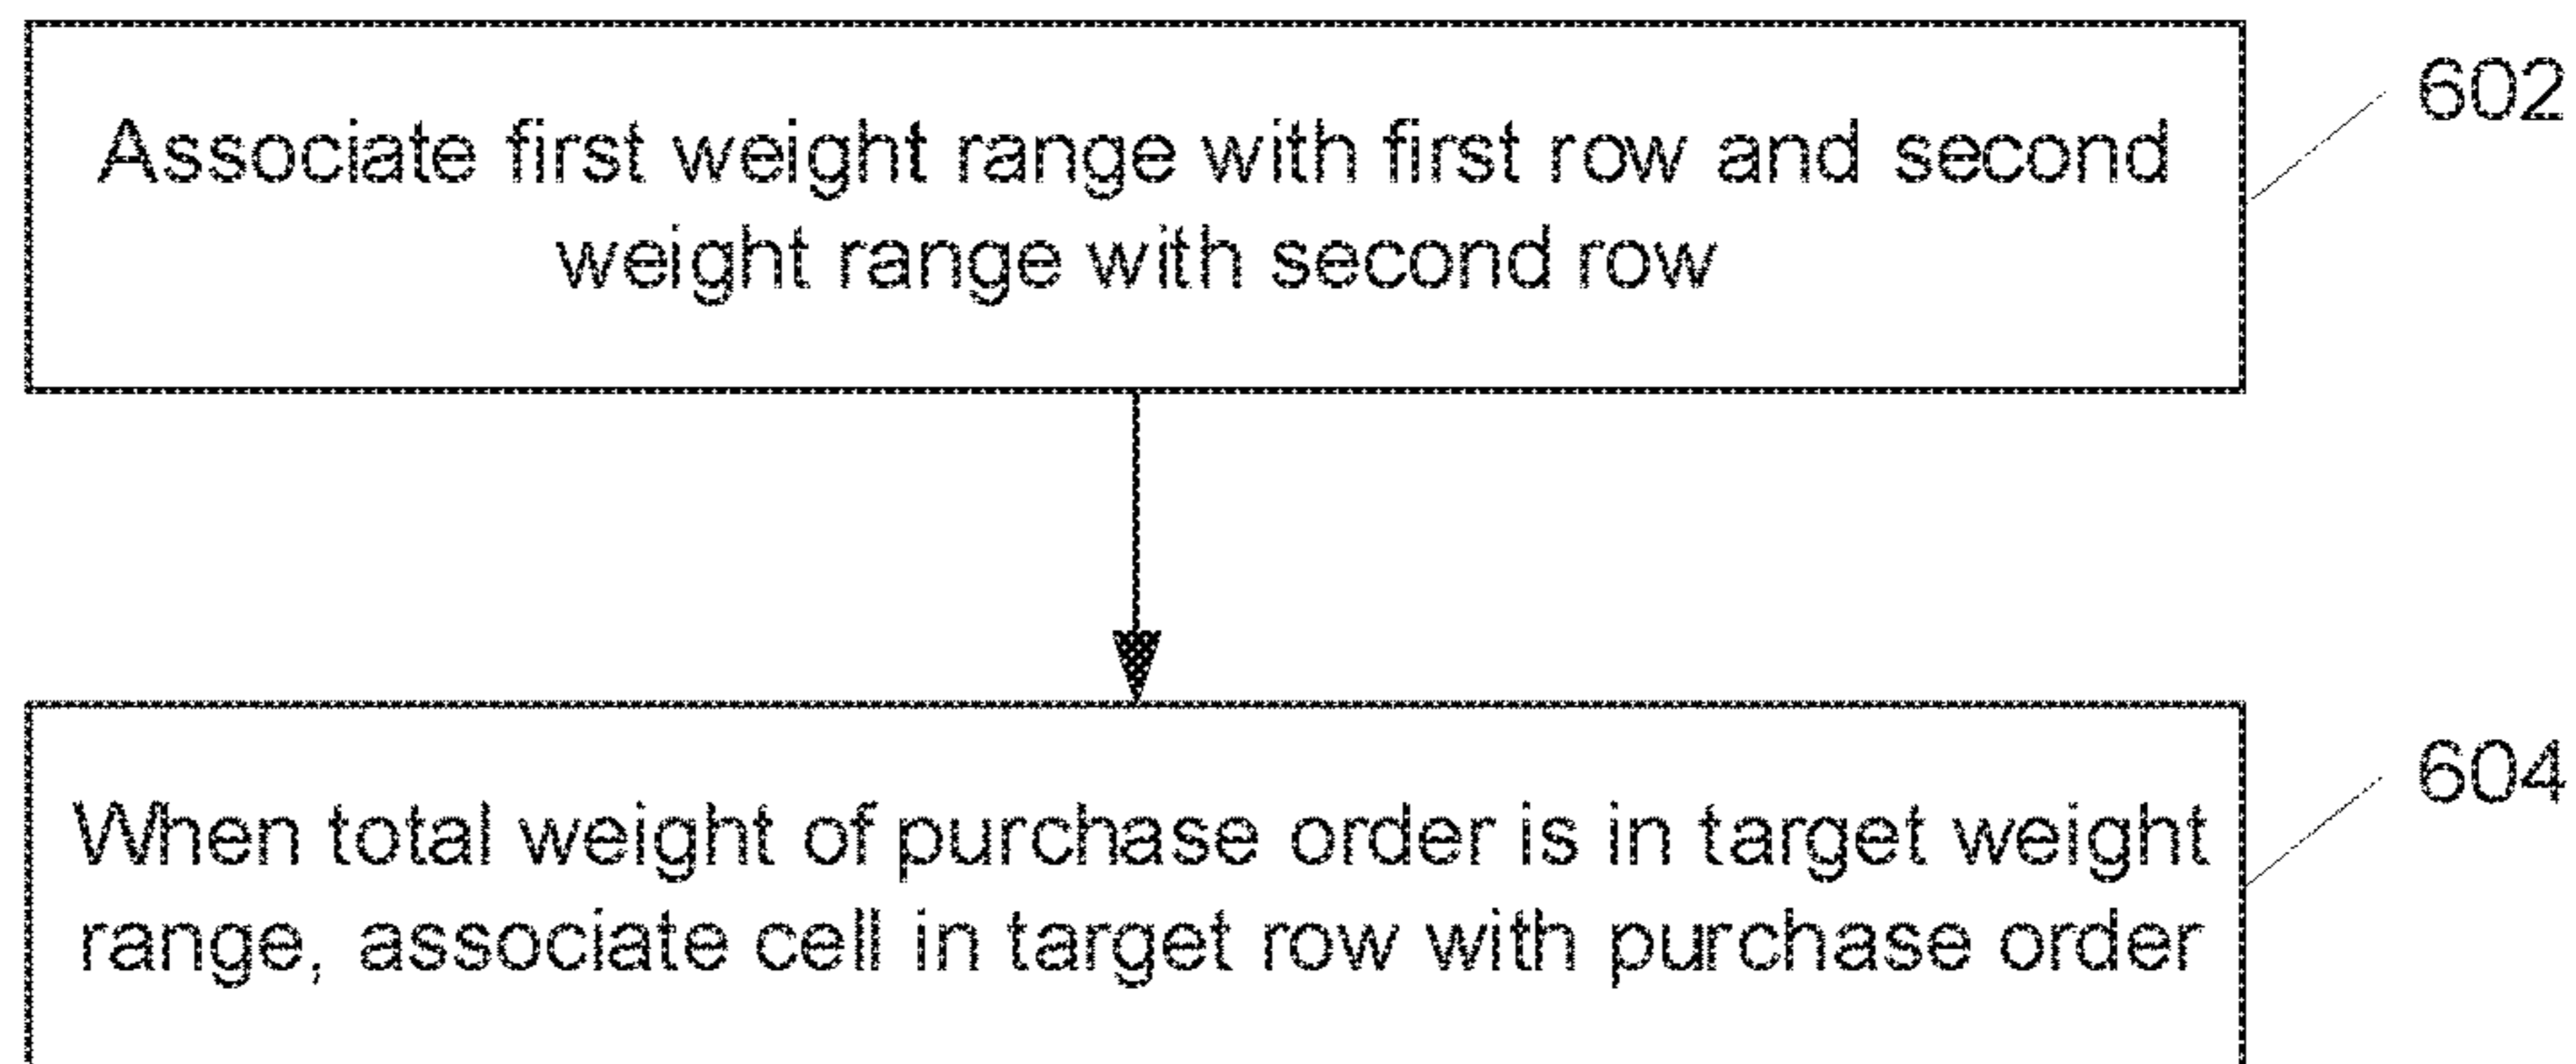 Associate first weight range with first row and second
weight range with second row
602
When total weight of purchase order is in target weight
range, associate cell in target row with purchase order
604